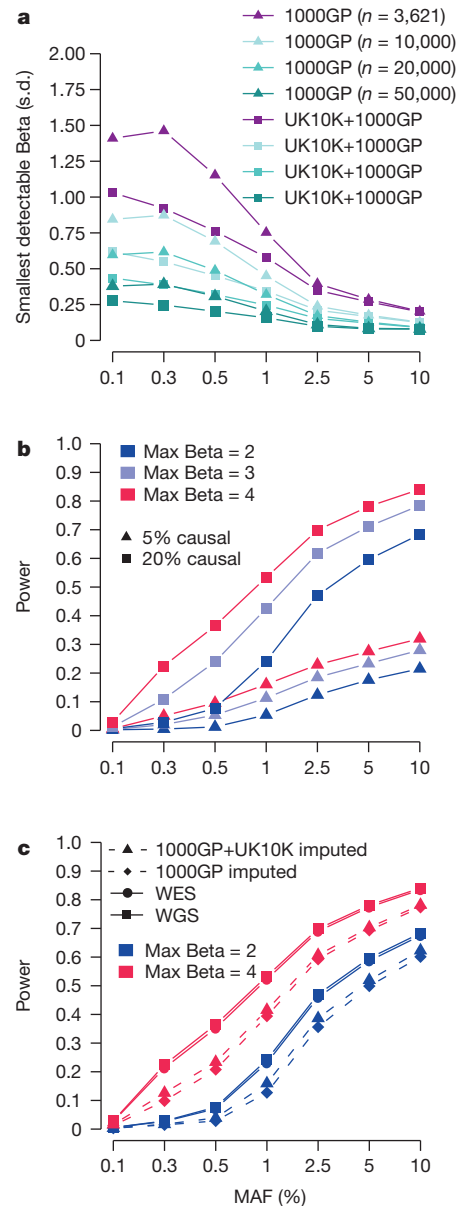 a
1000GP (n = 3,621)
1000GP (n = 10,000)
1000GP (n = 20,000)
1000GP (n = 50,000)
UK10K+1000GP
UK10K+1000GP
UK10K+1000GP
UK10K+1000GP
Smallest detectable Beta (s.d.)
2.00
1.75
1.50
1.25
1.00
0.75
0.50
0.25
0
0.1 0.3 0.5 1 2.5 5 10
b
Max Beta = 2
Max Beta = 3
Max Beta = 4
5% causal
20% causal
Power
1.0
0.9
0.8
0.7
0.6
0.5
0.4
0.3
0.2
0.1
0
0.1 0.3 0.5 1 2.5 5 10
c
1000GP+UK10K imputed
1000GP imputed
WES
WGS
Max Beta = 2
Max Beta = 4
Power
1.0
0.9
0.8
0.7
0.6
0.5
0.4
0.3
0.2
0.1
0
0.1 0.3 0.5 1 2.5 5 10
MAF (%)